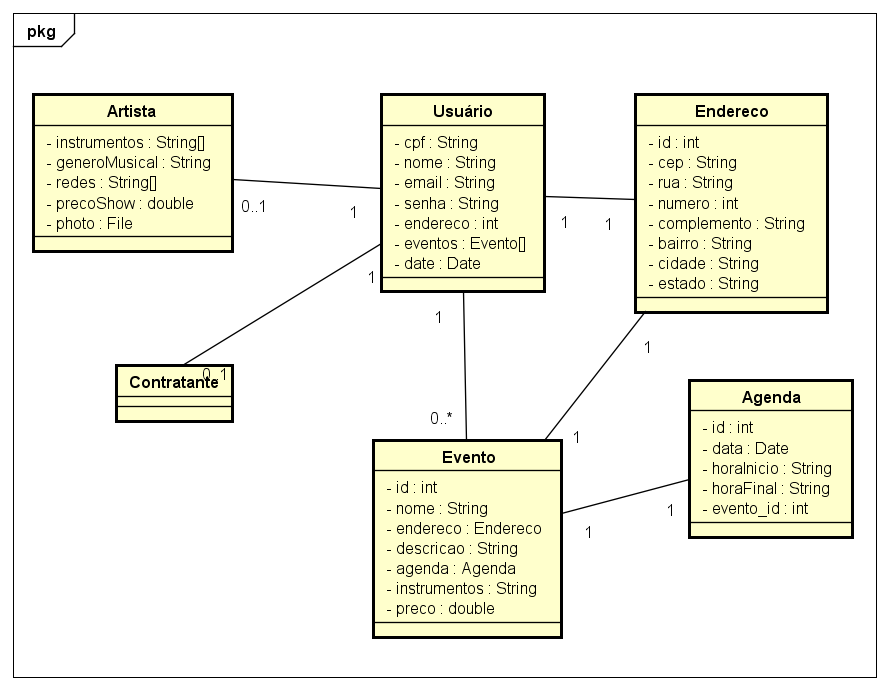 pkg
Artista
- instrumentos : String[]
- generoMusical : String
- redes : String[]
- precoShow : double
- photo : File
Usuário
- cpf : String
- nome : String
- email : String
- senha : String
- endereco : int
- eventos : Evento[]
- date : Date
Endereco
- id : int
- cep : String
- rua : String
- numero : int
- complemento : String
- bairro : String
- cidade : String
- estado : String
0..1
1
1
1
1
0..1
1
0..*
1
1
Contratante
Evento
- id : int
- nome : String
- endereco : Endereco
- descricao : String
- agenda : Agenda
- instrumentos : String
- preco : double
1
1
Agenda
- id : int
- data : Date
- horaInicio : String
- horaFinal : String
- evento_id : int